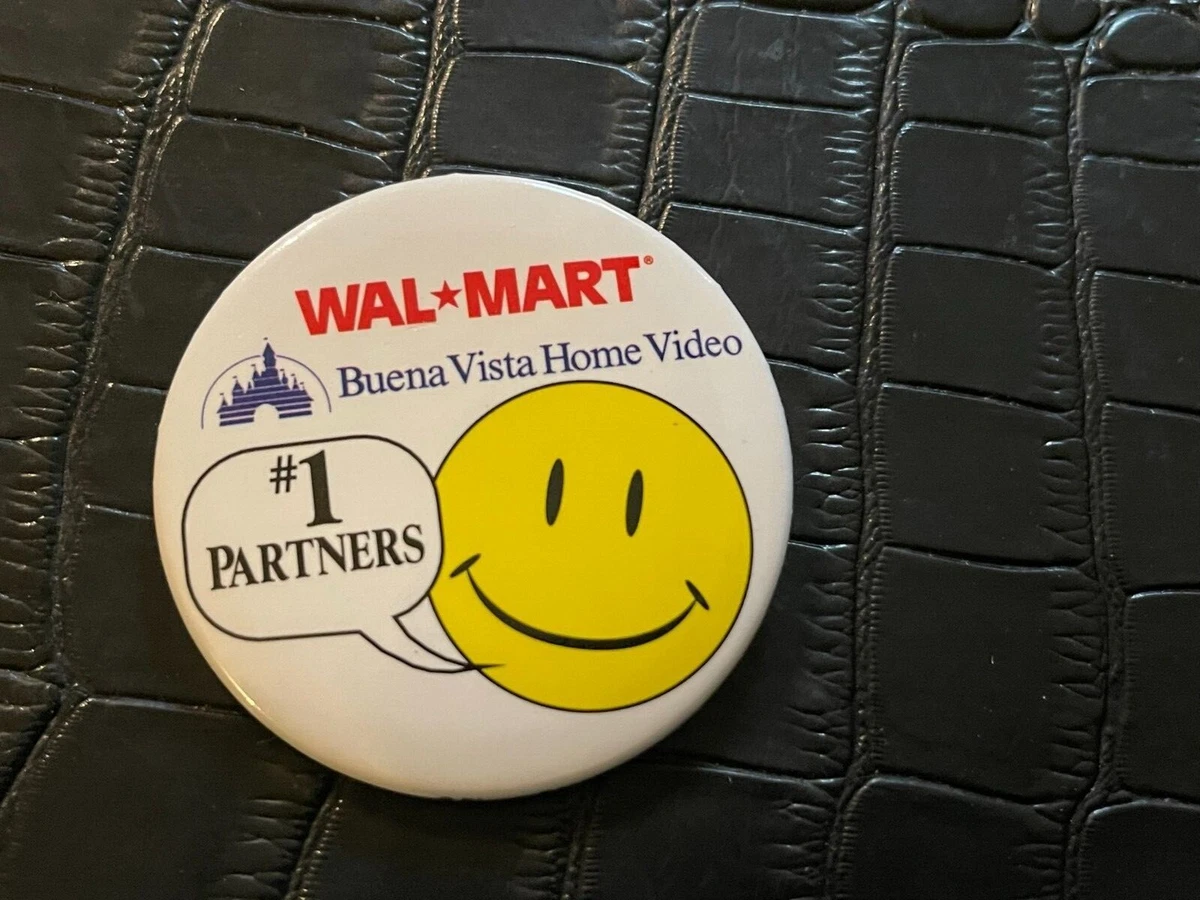 WAL★MART®
Buena Vista Home Video
#1
PARTNERS